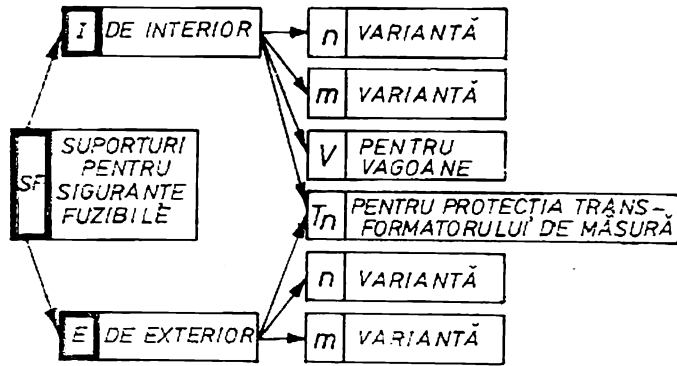 I DE INTERIOR
n VARIANTĂ
m VARIANTĂ
V PENTRU
VAGOANE
SF SUPORTURI
PENTRU
SIGURANȚE
FUZIBILE
Tn PENTRU PROTECȚIA TRANS-
FORMATORULUI DE MĂSURĂ
n VARIANTĂ
E DE EXTERIOR
m VARIANTĂ